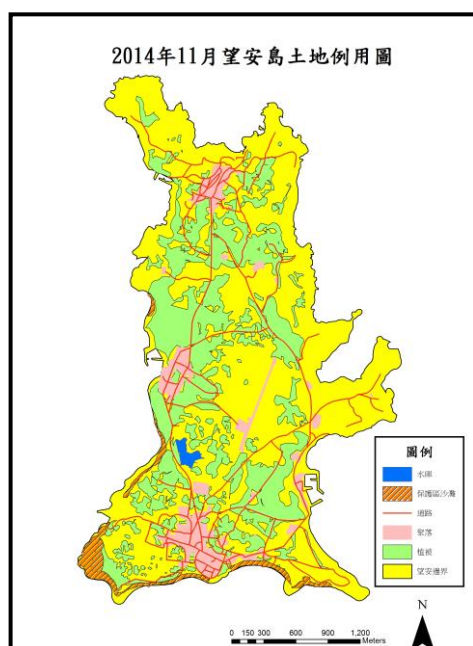 2014年11月望安島土地例用圖
圖例
水庫
保護區沙灘
道路
聚落
植被
望安邊界
N
0 150 300 600 900 1,200
Meters